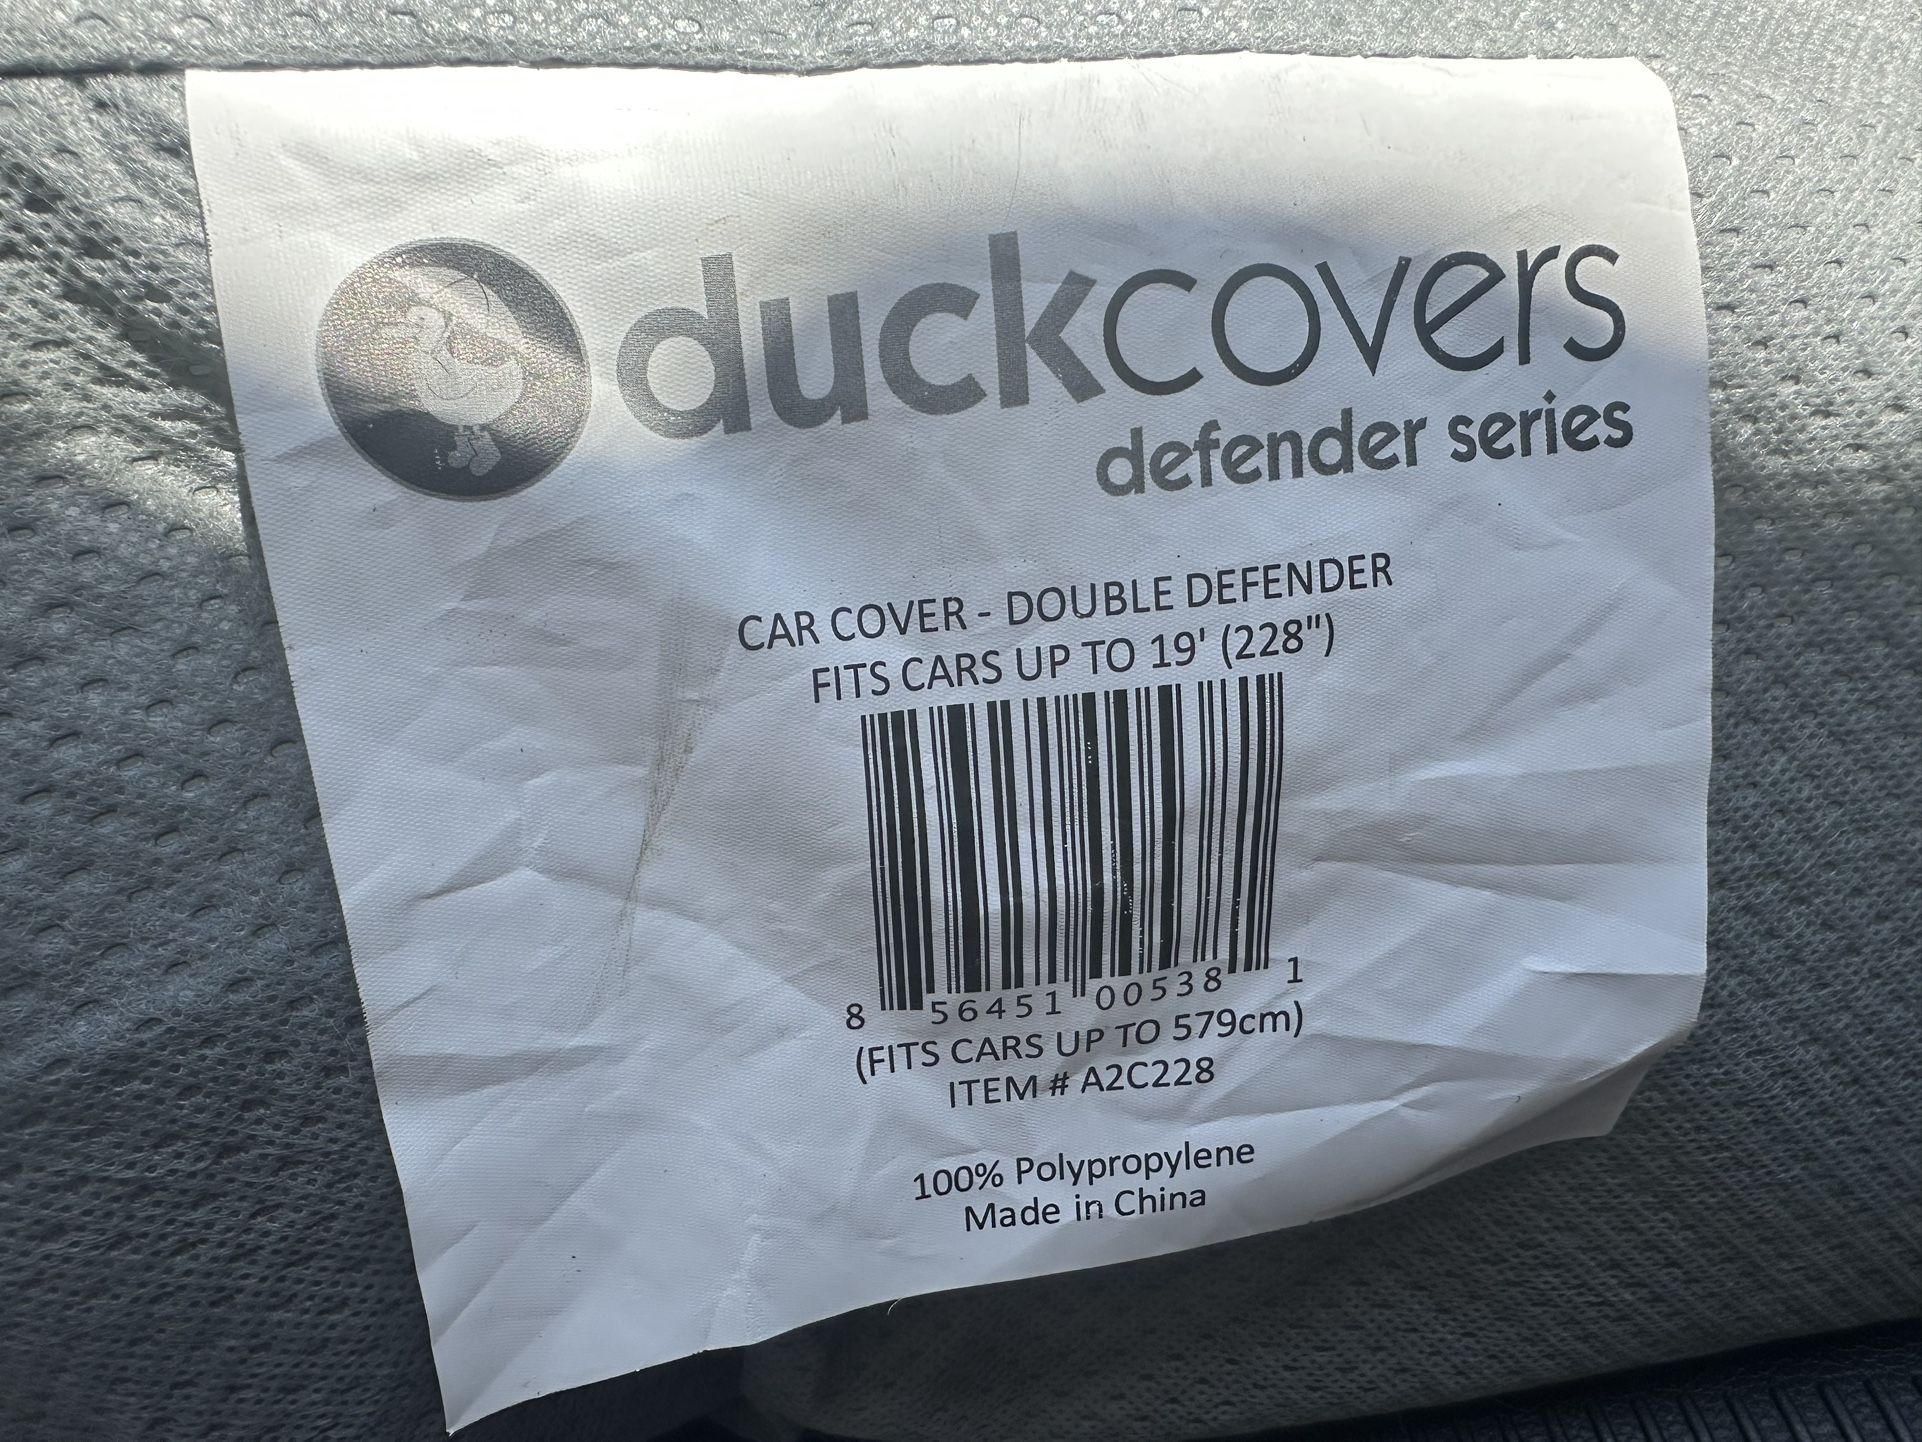 duckcovers
defender series
CAR COVER - DOUBLE DEFENDER
FITS CARS UP TO 19' (228")
8 56451 00538 1
(FITS CARS UP TO 579cm)
ITEM # A2C228
100% Polypropylene
Made in China